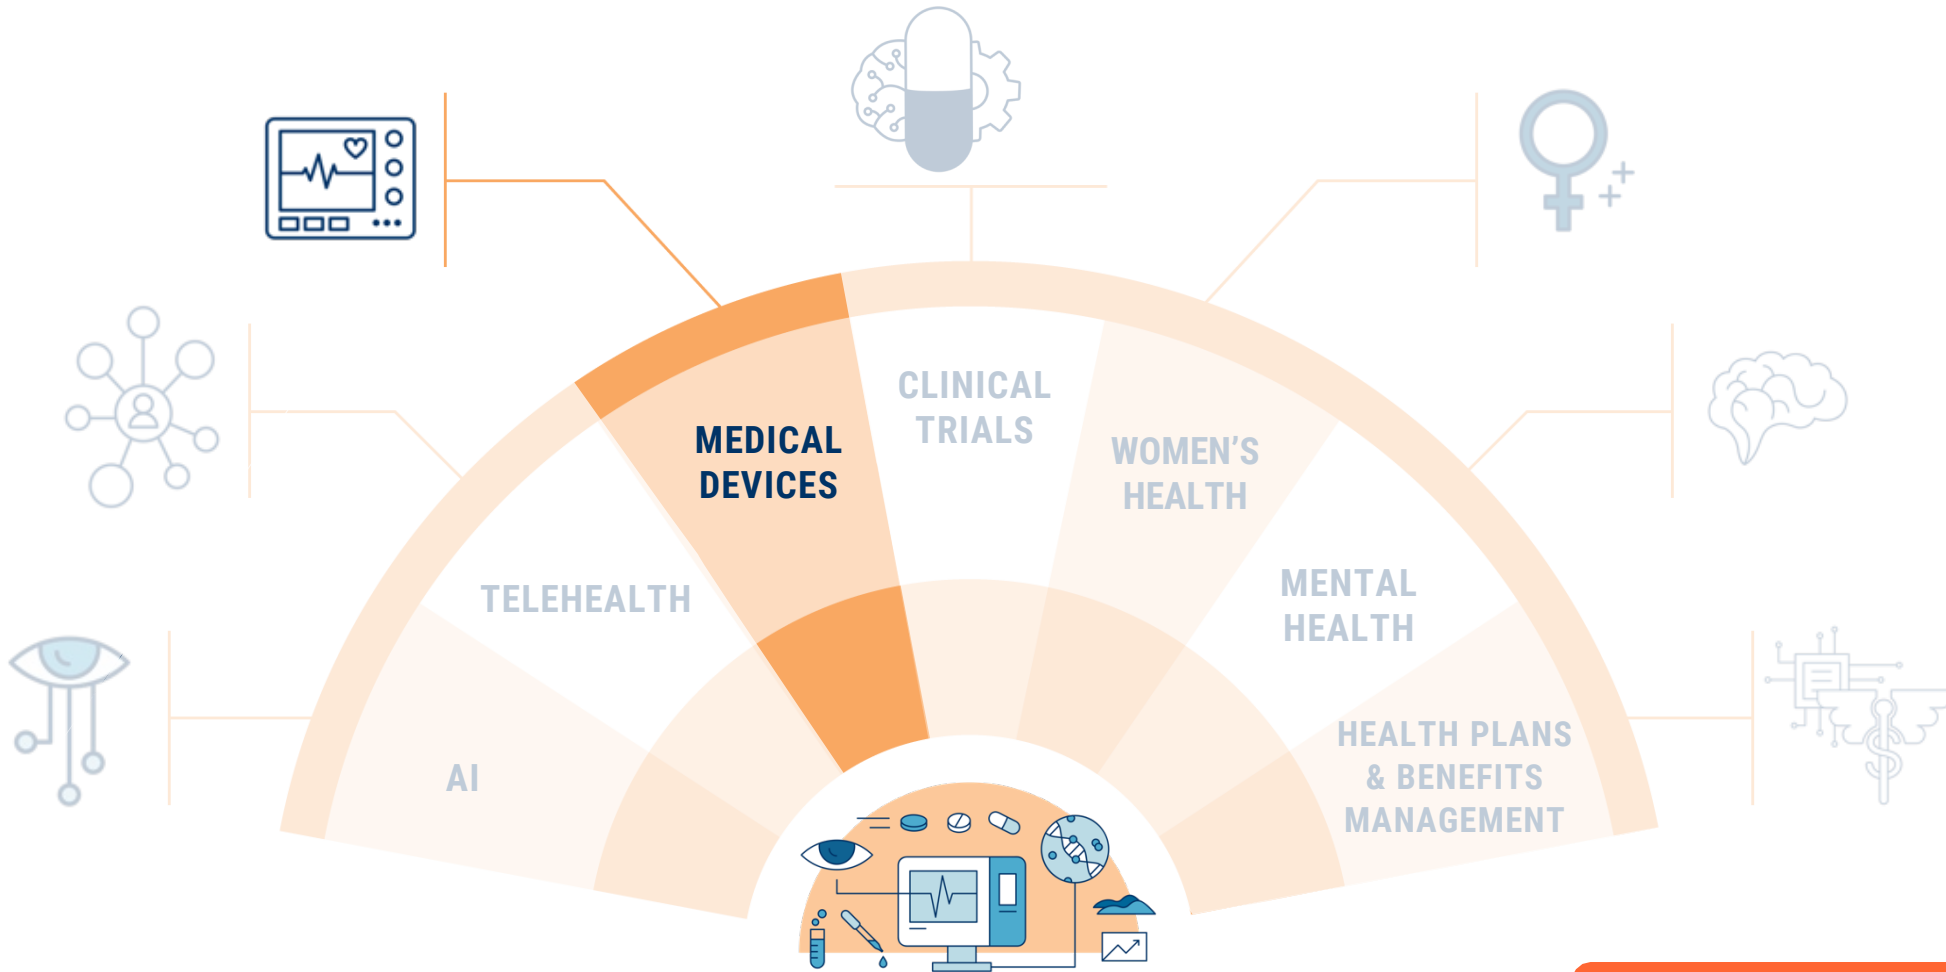 CLINICAL
TRIALS
MEDICAL
DEVICES
WOMEN’S
HEALTH
TELEHEALTH
MENTAL
HEALTH
AI
HEALTH PLANS
& BENEFITS
MANAGEMENT